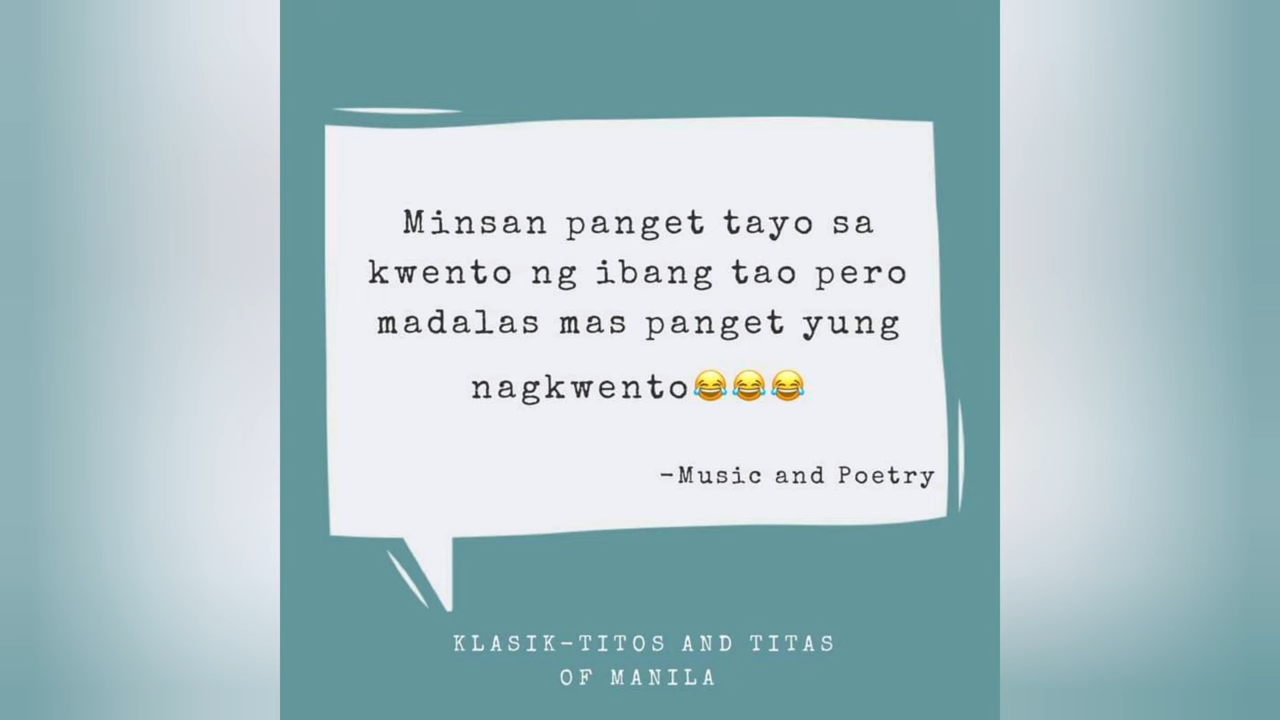 Minsan panget tayo sa
kwento ng ibang tao pero
madalas mas panget yung
nagkwento😂😂😂
-Music and Poetry
KLASIK-TITOS AND TITAS
OF MANILA